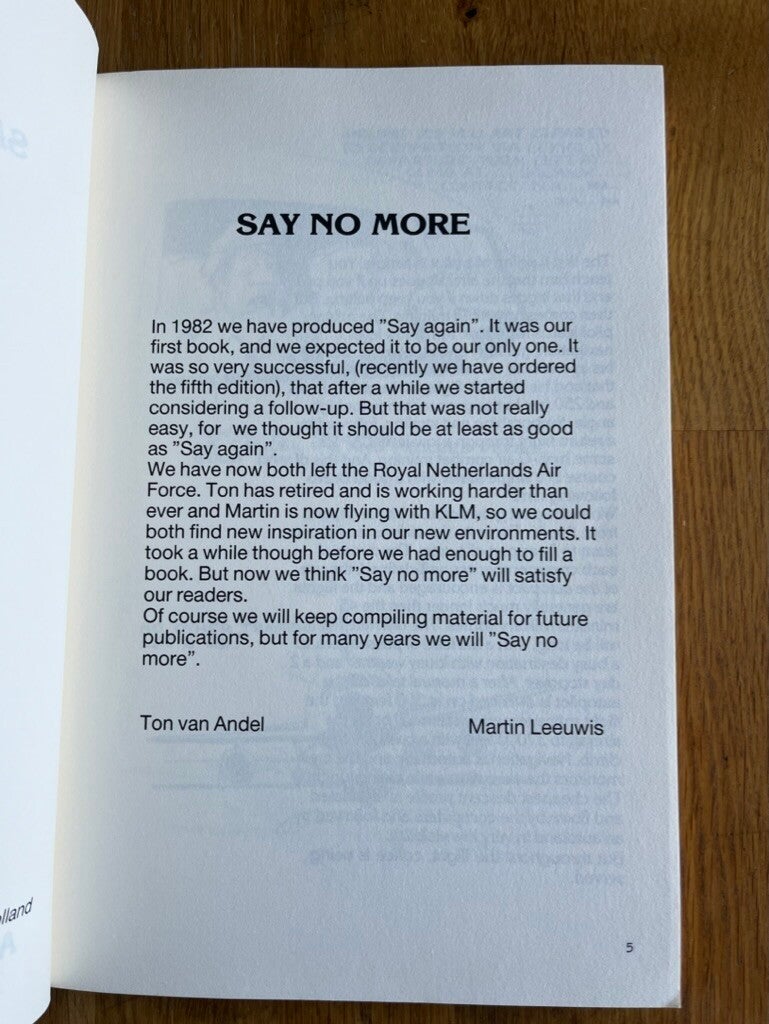 SAY NO MORE
In 1982 we have produced ”Say again”. It was our
first book, and we expected it to be our only one. It
was so very successful, (recently we have ordered
the fifth edition), that after a while we started
considering a follow-up. But that was not really
easy, for we thought it should be at least as good
as ”Say again”.
We have now both left the Royal Netherlands Air
Force. Ton has retired and is working harder than
ever and Martin is now flying with KLM, so we could
both find new inspiration in our new environments. It
took a while though before we had enough to fill a
book. But now we think ”Say no more” will satisfy
our readers.
Of course we will keep compiling material for future
publications, but for many years we will ”Say no
more”.
Ton van Andel Martin Leeuwis
5